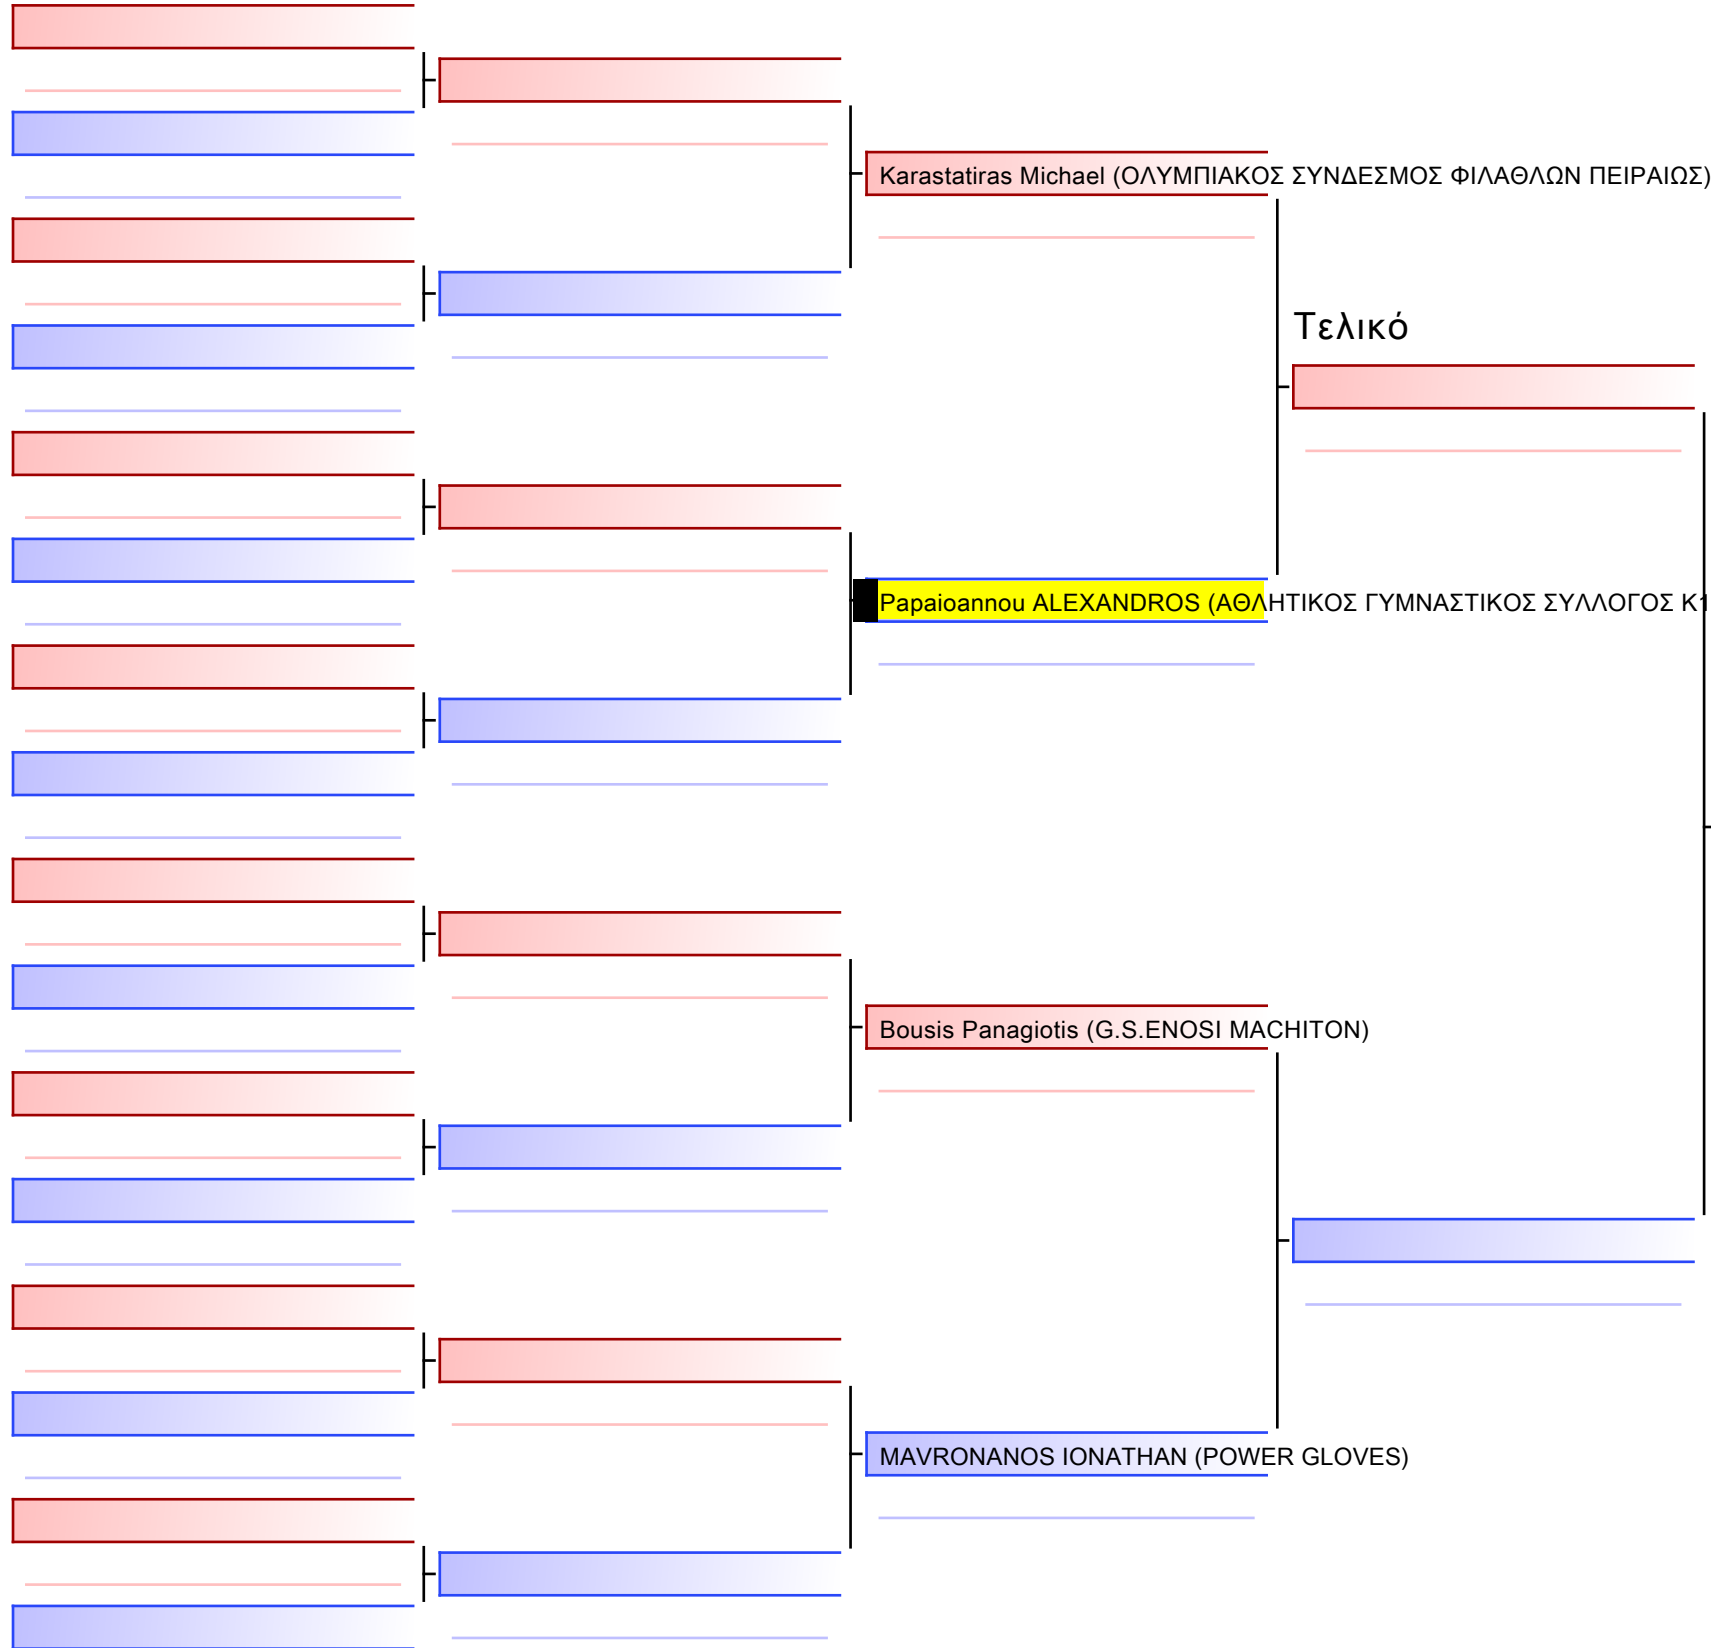 Karastatiras Michael (ΟΛΥΜΠΙΑΚΟΣ ΣΥΝΔΕΣΜΟΣ ΦΙΛΑΘΛΩΝ ΠΕΙΡΑΙΩΣ)
Τελικό
Papaioannou ALEXANDROS (ΑΘΛΗΤΙΚΟΣ ΓΥΜΝΑΣΤΙΚΟΣ ΣΥΛΛΟΓΟΣ Κ1
Bousis Panagiotis (G.S.ENOSI MACHITON)
MAVRONANOS IONATHAN (POWER GLOVES)